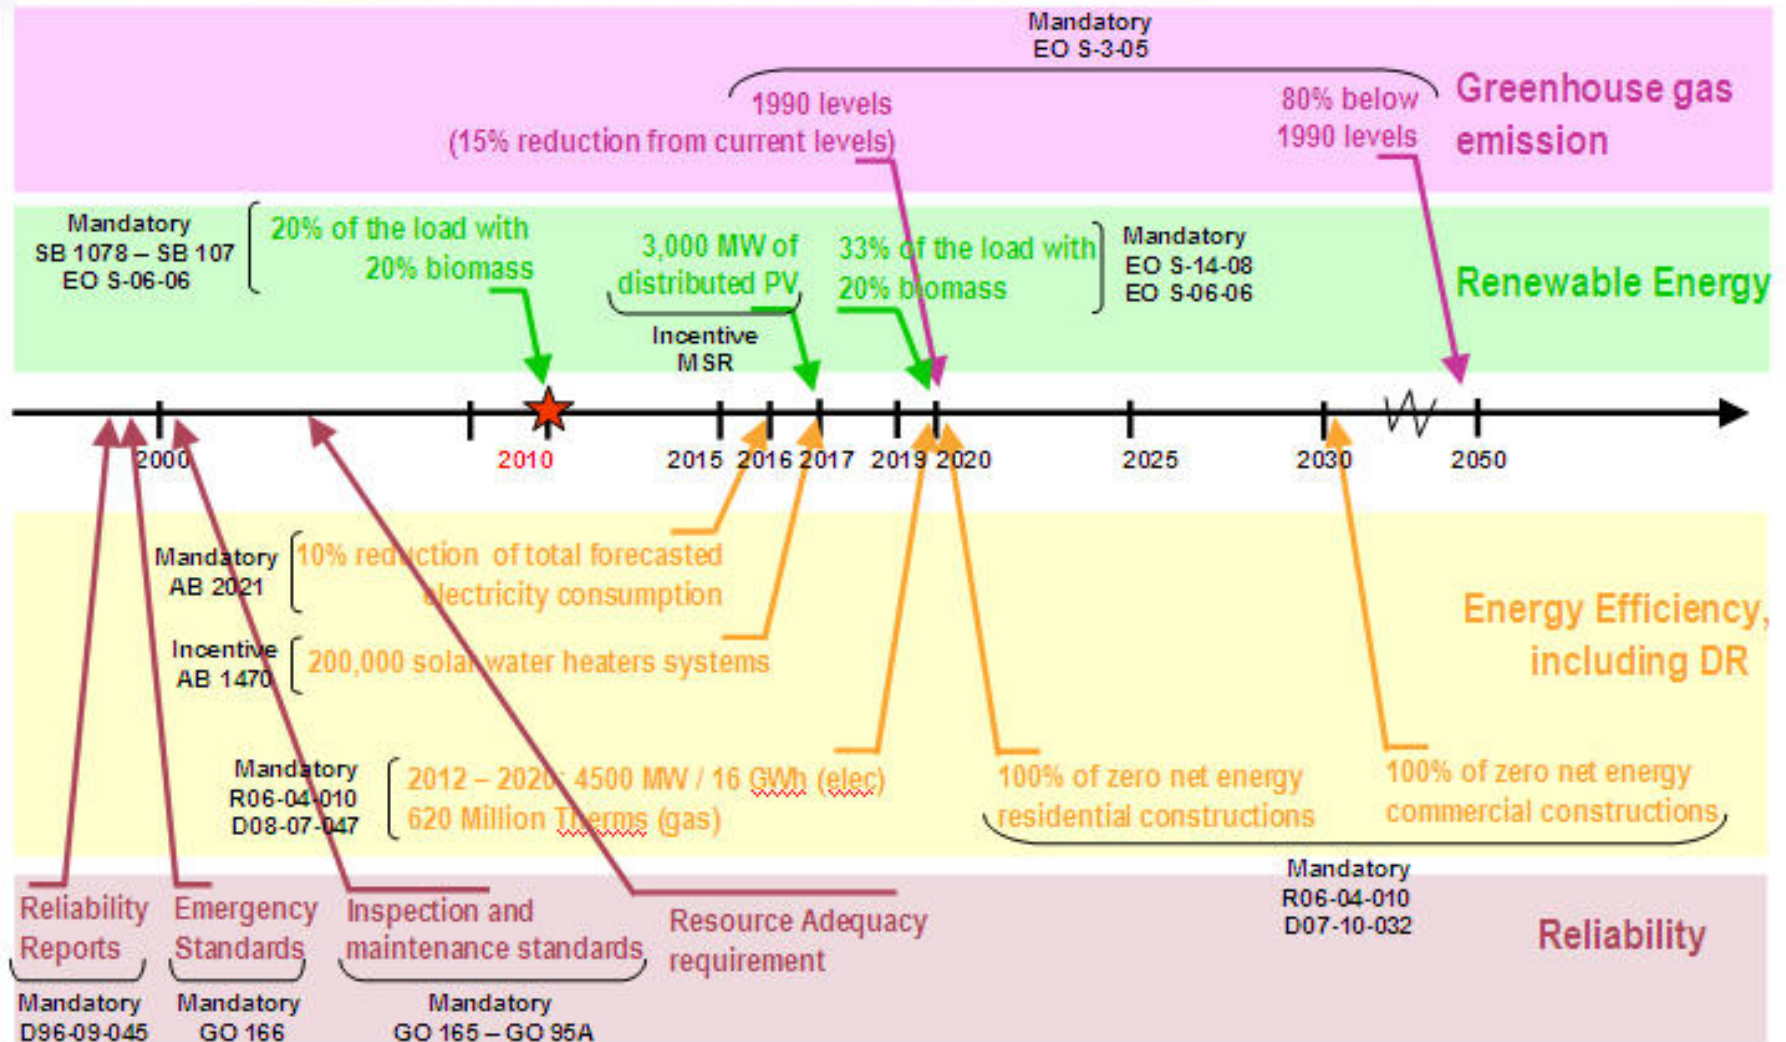 Mandatory
EO S-3-05
1990 levels
(15% reduction from current levels)
80% below
1990 levels
Greenhouse gas
emission
Mandatory
SB 1078 – SB 107
EO S-06-06
20% of the load with
20% biomass
3,000 MW of
distributed PV
Incentive
MSR
33% of the load with
20% biomass
Mandatory
EO S-14-08
EO S-06-06
Renewable Energy
2000
2010
2015
2016
2017
2019
2020
2025
2030
2050
Mandatory
AB 2021
10% reduction of total forecasted
electricity consumption
Incentive
AB 1470
200,000 solar water heaters systems
Energy Efficiency,
including DR
Mandatory
R06-04-010
D08-07-047
2012 – 2020: 4500 MW / 16 GWh (elec)
620 Million Therms (gas)
100% of zero net energy
residential constructions
100% of zero net energy
commercial constructions
Mandatory
R06-04-010
D07-10-032
Reliability
Reports
Mandatory
D96-09-045
Emergency
Standards
Mandatory
GO 166
Inspection and
maintenance standards
Mandatory
GO 165 – GO 95A
Resource Adequacy
requirement
Reliability